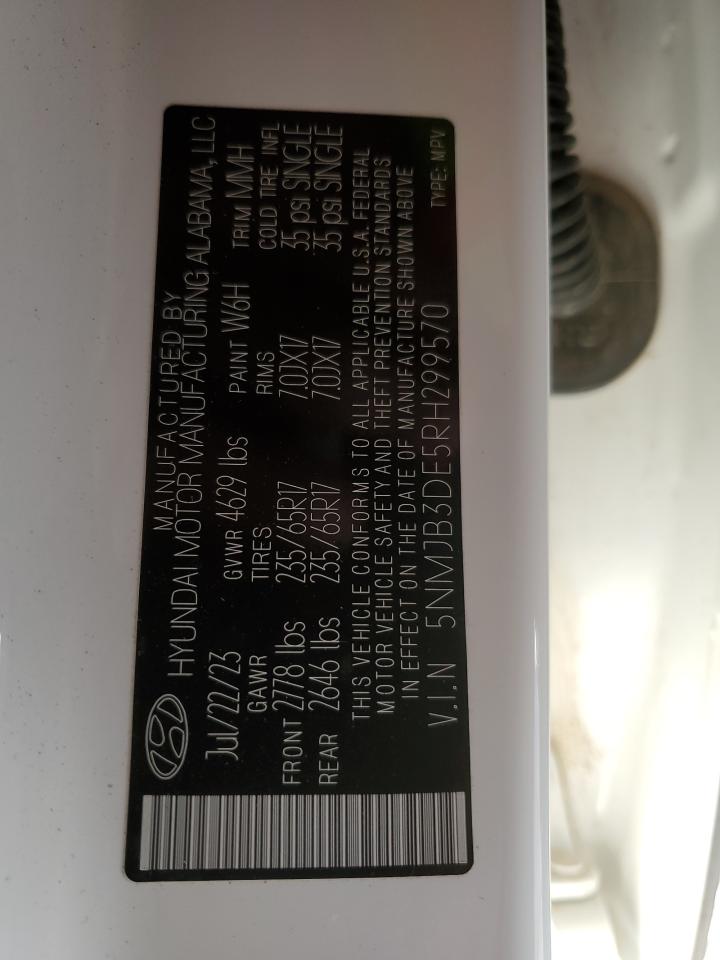 MANUFACTURED BY
HYUNDAI MOTOR MANUFACTURING ALABAMA, LLC
Jul/22/23 GVWR 4629 lbs PAINT W6H TRIM MMH
GAWR TIRES RIMS COLD TIRE INFL
FRONT 2778 lbs 235/65R17 7.0JX17 35 psi SINGLE
REAR 2646 lbs 235/65R17 7.0JX17 35 psi SINGLE
THIS VEHICLE CONFORMS TO ALL APPLICABLE U.S.A. FEDERAL
MOTOR VEHICLE SAFETY AND THEFT PREVENTION STANDARDS
IN EFFECT ON THE DATE OF MANUFACTURE SHOWN ABOVE
V.I.N 5NMJB3DE5RH299570 TYPE: MPV